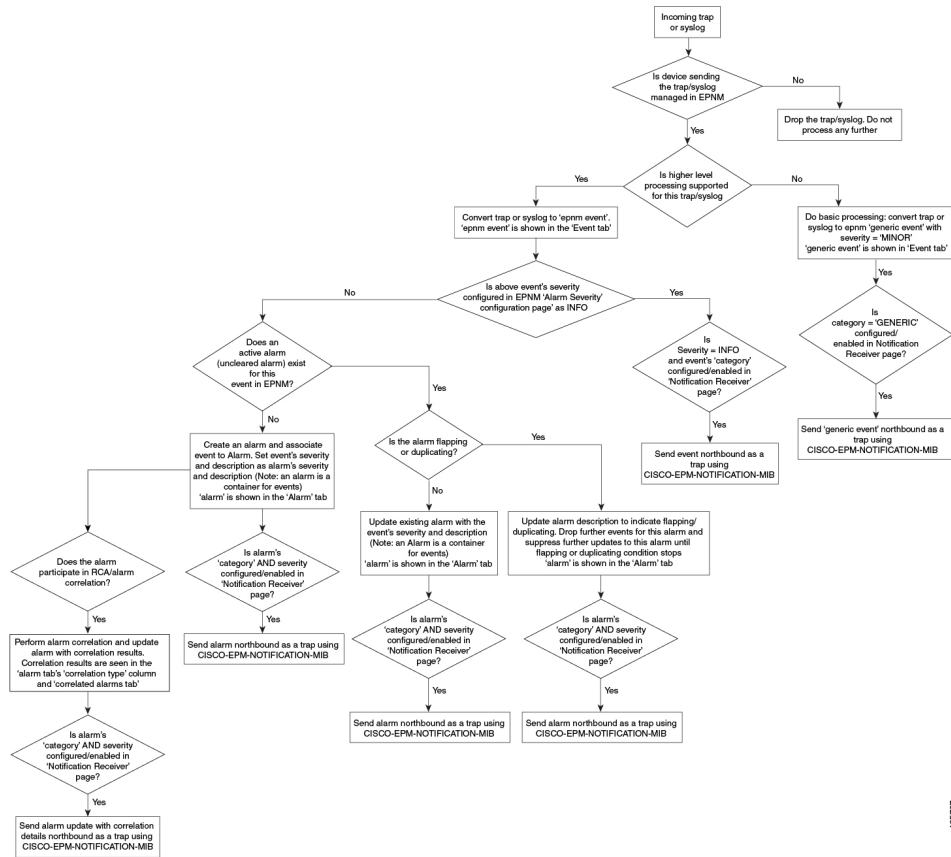 Incoming trap
or syslog
Is device sending
the trap/syslog
managed in EPNM
No
Drop the trap/syslog. Do not
process any further
Yes
Is higher level
processing supported
for this trap/syslog
Yes
No
Convert trap or syslog to 'epnm event'.
'epnm event' is shown in the 'Event tab'
Do basic processing: convert trap or
syslog to epnm 'generic event' with
severity = 'MINOR'
'generic event' is shown in 'Event tab'
Yes
Is above event's severity
configured in EPNM 'Alarm Severity'
configuration page' as INFO
No
Yes
Is
category = 'GENERIC'
configured/
enabled in Notification
Receiver page?
Yes
Send 'generic event' northbound as a
trap using
CISCO-EPM-NOTIFICATION-MIB
Is
Severity = INFO
and event's 'category'
configured/enabled in
'Notification Receiver'
page?
Yes
Send event northbound as a
trap using
CISCO-EPM-NOTIFICATION-MIB
Does an
active alarm
(uncleared alarm) exist
for this
event in EPNM?
Yes
No
Create an alarm and associate
event to Alarm. Set event's severity
and description as alarm's severity
and description (Note: an alarm is a
container for events)
'alarm' is shown in the 'Alarm' tab
Is the alarm flapping
or duplicating?
Yes
No
Update existing alarm with the
event's severity and description
(Note: an Alarm is a container
for events)
'alarm' is shown in the 'Alarm' tab
Update alarm description to indicate flapping/
duplicating. Drop further events for this alarm and
suppress further updates to this alarm until
flapping or duplicating condition stops
'alarm' is shown in the 'Alarm' tab
Does the alarm
participate in RCA/alarm
correlation?
Yes
Is alarm's
'category' AND severity
configured/enabled in
'Notification Receiver'
page?
Yes
Send alarm northbound as a trap using
CISCO-EPM-NOTIFICATION-MIB
Is alarm's
'category' AND severity
configured/enabled in
'Notification Receiver'
page?
Yes
Send alarm northbound as a trap using
CISCO-EPM-NOTIFICATION-MIB
Is alarm's
'category' AND severity
configured/enabled in
'Notification Receiver'
page?
Yes
Send alarm northbound as a trap using
CISCO-EPM-NOTIFICATION-MIB
Perform alarm correlation and update
alarm with correlation results.
Correlation results are seen in the
'alarm tab's 'correlation type' column
and 'correlated alarms tab'
Is alarm's
'category' AND severity
configured/enabled in
'Notification Receiver'
page?
Yes
Send alarm update with correlation
details northbound as a trap using
CISCO-EPM-NOTIFICATION-MIB